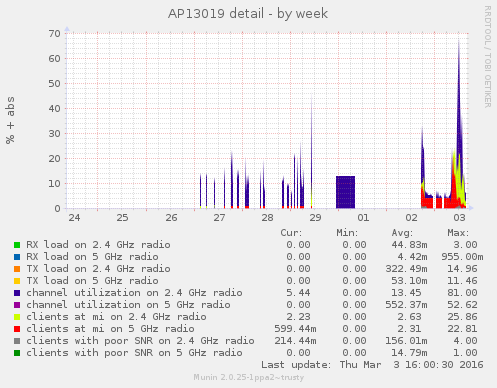 AP13019 detail - by week
RRDTOOL / TOBI OETIKER
% + abs
70
60
50
40
30
20
10
0
24 25 26 27 28 29 01 02 03
Cur: Min: Avg: Max:
RX load on 2.4 GHz radio 0.00 0.00 44.83m 3.00
RX load on 5 GHz radio 0.00 0.00 4.42m 955.00m
TX load on 2.4 GHz radio 0.00 0.00 322.49m 14.96
TX load on 5 GHz radio 0.00 0.00 53.10m 11.46
channel utilization on 2.4 GHz radio 5.44 0.00 13.45 81.00
channel utilization on 5 GHz radio 0.00 0.00 552.37m 52.62
clients at mi on 2.4 GHz radio 2.23 0.00 2.63 25.86
clients at mi on 5 GHz radio 599.44m 0.00 2.31 22.81
clients with poor SNR on 2.4 GHz radio 214.44m 0.00 156.01m 4.00
clients with poor SNR on 5 GHz radio 0.00 0.00 14.79m 1.00
Last update: Thu Mar 3 16:00:30 2016
Munin 2.0.25-1ppa2~trusty